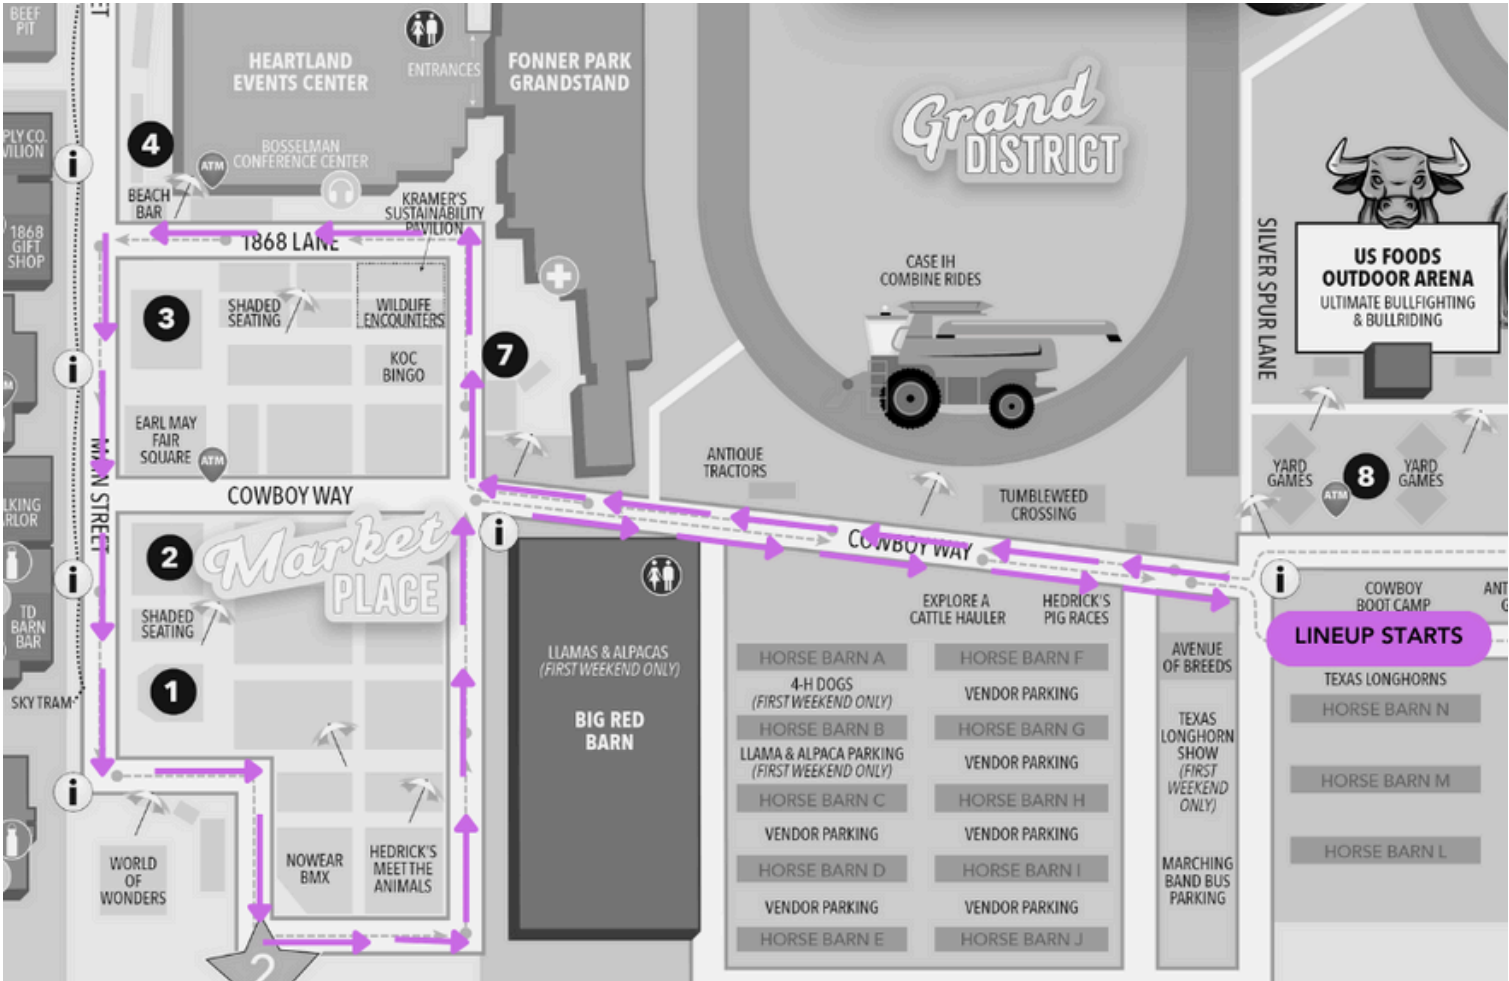 BEEF
PIT
ET
HEARTLAND
EVENTS CENTER
ENTRANCES
FONNER PARK
GRANDSTAND
Grand
DISTRICT
PLY CO.
VILION
i
4
ATM
BOSSELMAN
CONFERENCE CENTER
BEACH
BAR
KRAMER'S
SUSTAINABILITY
PAVILION
1868
GIFT
SHOP
1868 LANE
SILVER SPUR LANE
US FOODS
OUTDOOR ARENA
ULTIMATE BULLFIGHTING
& BULLRIDING
CASE IH
COMBINE RIDES
3
SHADED
SEATING
WILDLIFE
ENCOUNTERS
7
i
KOC
BINGO
M
EARL MAY
FAIR
SQUARE
ATM
MAIN STREET
ANTIQUE
TRACTORS
TUMBLEWEED
CROSSING
YARD
GAMES
8
ATM
YARD
GAMES
LKING
ARLOR
COWBOY WAY
COWBOY WAY
i
2
Market
PLACE
i
i
SHADED
SEATING
TD
BARN
BAR
EXPLORE A
CATTLE HAULER
HEDRICK'S
PIG RACES
COWBOY
BOOT CAMP
ANT
G
LINEUP STARTS
LLAMAS & ALPACAS
(FIRST WEEKEND ONLY)
HORSE BARN A
HORSE BARN F
AVENUE
OF BREEDS
TEXAS LONGHORNS
1
SKY TRAM
4-H DOGS
(FIRST WEEKEND ONLY)
VENDOR PARKING
HORSE BARN N
BIG RED
BARN
HORSE BARN B
HORSE BARN G
TEXAS
LONGHORN
SHOW
(FIRST
WEEKEND
ONLY)
LLAMA & ALPACA PARKING
(FIRST WEEKEND ONLY)
VENDOR PARKING
HORSE BARN M
i
HORSE BARN C
HORSE BARN H
VENDOR PARKING
VENDOR PARKING
HORSE BARN L
WORLD
OF
WONDERS
NOWEAR
BMX
HEDRICK'S
MEET THE
ANIMALS
HORSE BARN D
HORSE BARN I
MARCHING
BAND BUS
PARKING
VENDOR PARKING
VENDOR PARKING
HORSE BARN E
HORSE BARN J
2